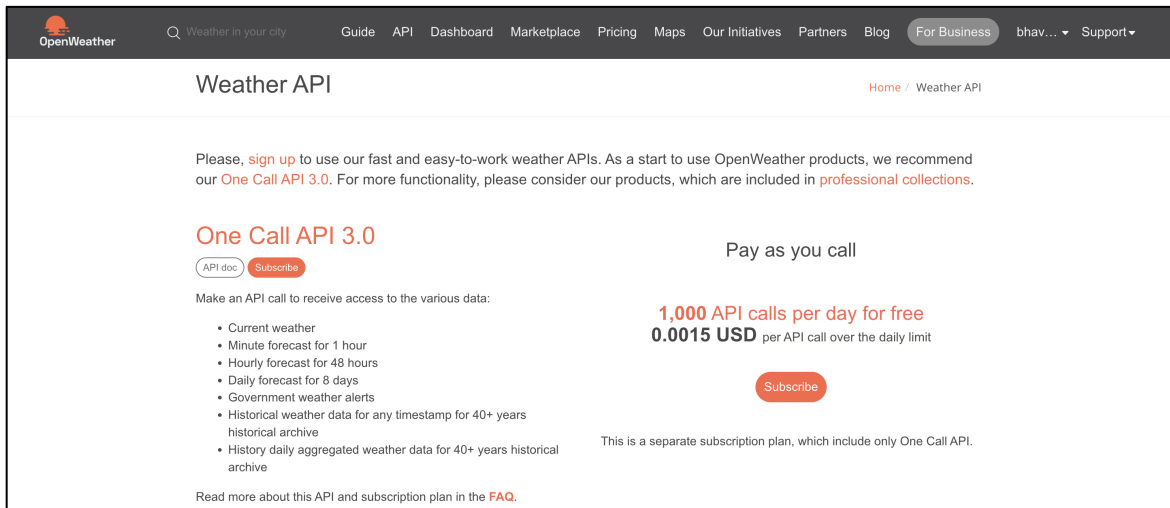 OpenWeather
Weather in your city
Guide API Dashboard Marketplace Pricing Maps Our Initiatives Partners Blog For Business bhav... Support
Weather API
Home / Weather API
Please, sign up to use our fast and easy-to-work weather APIs. As a start to use OpenWeather products, we recommend
our One Call API 3.0. For more functionality, please consider our products, which are included in professional collections.
One Call API 3.0
API doc Subscribe
Make an API call to receive access to the various data:
• Current weather
• Minute forecast for 1 hour
• Hourly forecast for 48 hours
• Daily forecast for 8 days
• Government weather alerts
• Historical weather data for any timestamp for 40+ years
historical archive
• History daily aggregated weather data for 40+ years historical
archive
Read more about this API and subscription plan in the FAQ.
Pay as you call
1,000 API calls per day for free
0.0015 USD per API call over the daily limit
Subscribe
This is a separate subscription plan, which include only One Call API.